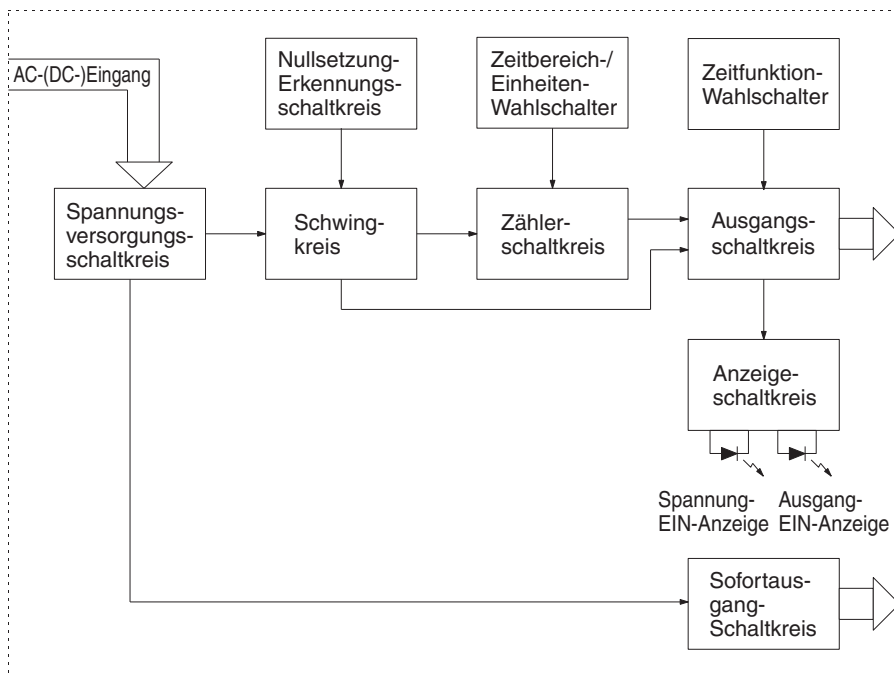 AC-(DC-)Eingang
Nullsetzung-
Erkennungs-
schaltkreis
Zeitbereich-/
Einheiten-
Wahlschalter
Zeitfunktion-
Wahlschalter
Spannungs-
versorgungs-
schaltkreis
Schwing-
kreis
Zähler-
schaltkreis
Ausgangs-
schaltkreis
Anzeige-
schaltkreis
Spannung-
EIN-Anzeige
Ausgang-
EIN-Anzeige
Sofortaus-
gang-
Schaltkreis